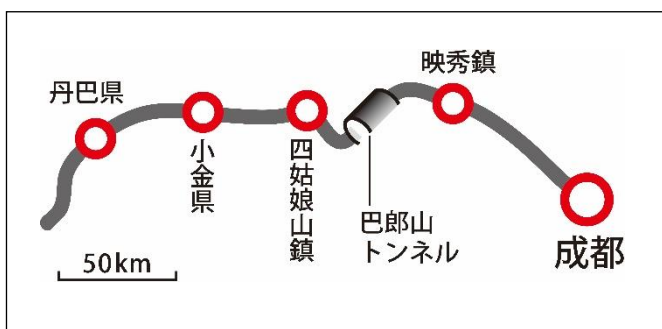 丹巴県
小金県
四姑娘山鎮
巴郎山
トンネル
映秀鎮
成都
50km